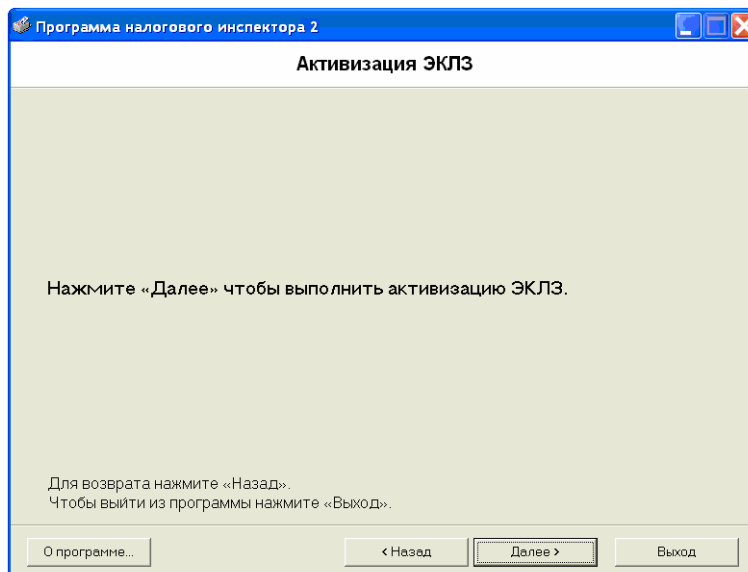 Программа налогового инспектора 2
Активизация ЭКЛЗ
Нажмите «Далее» чтобы выполнить активизацию ЭКЛЗ.
Для возврата нажмите «Назад».
Чтобы выйти из программы нажмите «Выход».
О программе... < Назад Далее > Выход